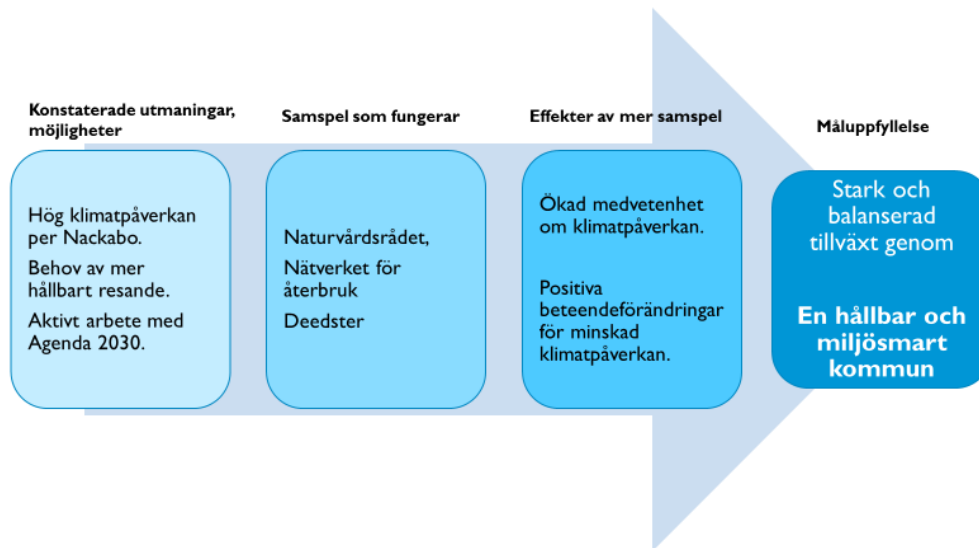 Konstaterade utmaningar,
möjligheter
Hög klimatpåverkan
per Nackabo.
Behov av mer
hållbart resande.
Aktivt arbete med
Agenda 2030.
Samspel som fungerar
Naturvårdsrådet,
Nätverket för
återbruk
Deedster
Effekter av mer samspel
Ökad medvetenhet
om klimatpåverkan.
Positiva
beteendeförändringar
för minskad
klimatpåverkan.
Måluppfyllelse
Stark och
balanserad
tillväxt genom
En hållbar och
miljösmart
kommun